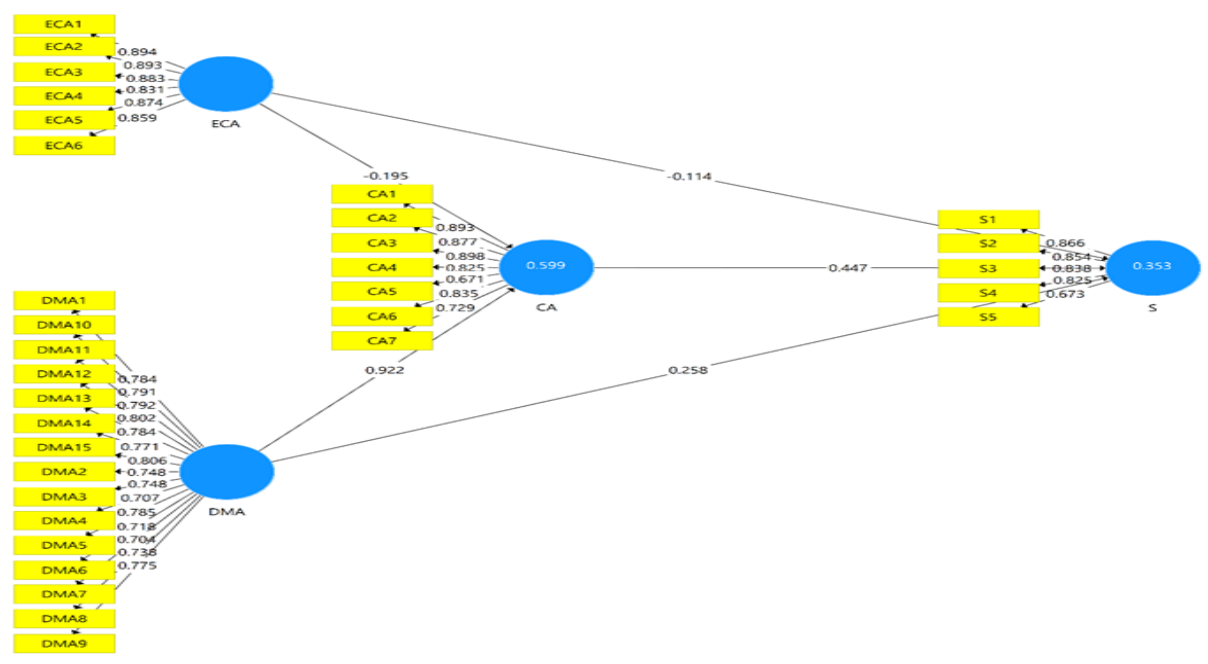 ECA1
ECA2
ECA3
ECA4
ECA5
ECA6
0.894
0.893
0.883
0.831
0.874
0.859
ECA
-0.195
-0.114
CA1
CA2
CA3
CA4
CA5
CA6
CA7
0.893
0.877
0.898
0.825
0.671
0.835
0.729
0.599
CA
0.447
S1
S2
S3
S4
S5
0.866
0.854
0.838
0.825
0.673
0.353
S
DMA1
DMA10
DMA11
DMA12
DMA13
DMA14
DMA15
DMA2
DMA3
DMA4
DMA5
DMA6
DMA7
DMA8
DMA9
0.784
0.791
0.792
0.802
0.784
0.771
0.806
0.748
0.748
0.707
0.785
0.718
0.704
0.738
0.775
DMA
0.922
0.258